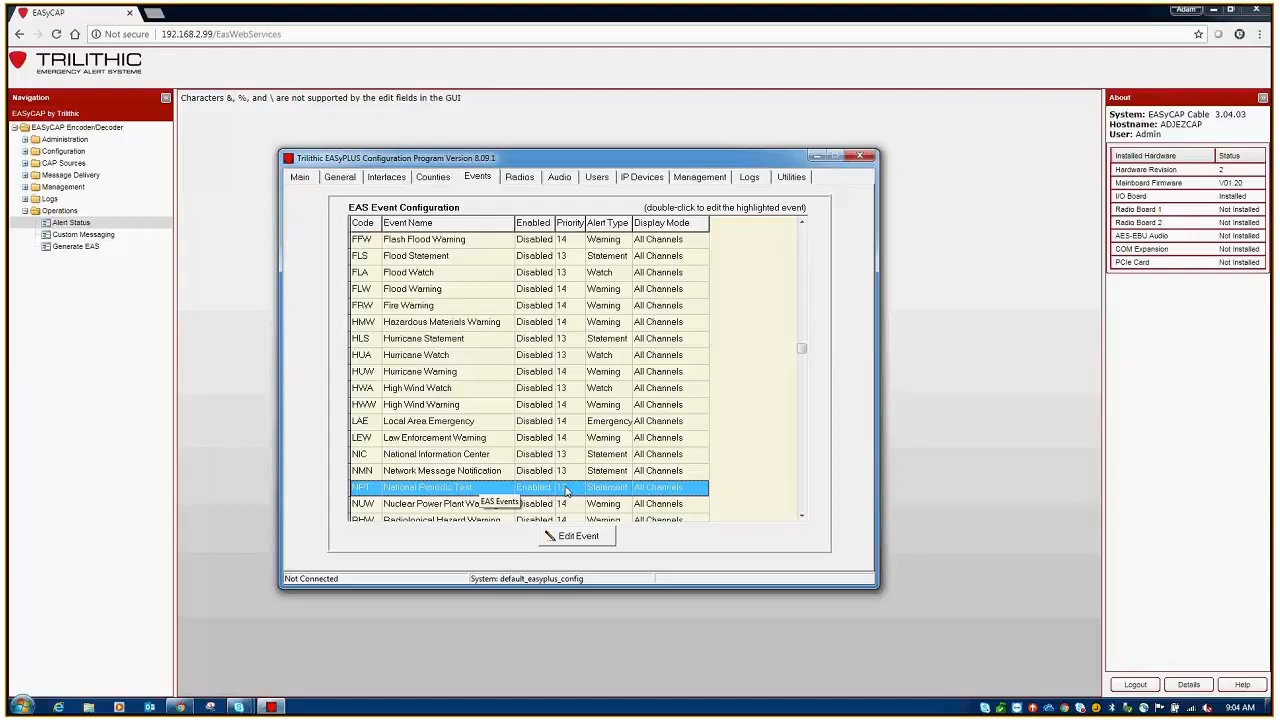 EASyCAP
Adam
Not secure 192.168.2.99/EasWebServices
TRILITHIC
EMERGENCY ALERT SYSTEMS
Navigation
EASyCAP by Trilithic
EASyCAP Encoder/Decoder
Administration
Configuration
CAP Sources
Message Delivery
Management
Logs
Operations
Alert Status
Custom Messaging
Generate EAS
Characters &, %, and \ are not supported by the edit fields in the GUI
Trilithic EASyPLUS Configuration Program Version 8.09.1
Main General Interfaces Counties Events Radios Audio Users IP Devices Management Logs Utilities
EAS Event Configuration (double-click to edit the highlighted event)
Code Event Name Enabled Priority Alert Type Display Mode
FFW Flash Flood Warning Disabled 14 Warning All Channels
FLS Flood Statement Disabled 13 Statement All Channels
FLA Flood Watch Disabled 13 Watch All Channels
FLW Flood Warning Disabled 14 Warning All Channels
FRW Fire Warning Disabled 14 Warning All Channels
HMW Hazardous Materials Warning Disabled 14 Warning All Channels
HLS Hurricane Statement Disabled 13 Statement All Channels
HUA Hurricane Watch Disabled 13 Watch All Channels
HUW Hurricane Warning Disabled 14 Warning All Channels
HWA High Wind Watch Disabled 13 Watch All Channels
HWW High Wind Warning Disabled 14 Warning All Channels
LAE Local Area Emergency Disabled 14 Emergency All Channels
LEW Law Enforcement Warning Disabled 14 Warning All Channels
NIC National Information Center Disabled 13 Statement All Channels
NMN Network Message Notification Disabled 13 Statement All Channels
NPT National Periodic Test Enabled Statement All Channels
EAS Events
NUW Nuclear Power Plant Wa Disabled 14 Warning All Channels
RHW Radiological Hazard Warning Disabled 14 Warning All Channels
Edit Event
Not Connected System: default_easyplus_config
About
System: EASyCAP Cable 3.04.03
Hostname: ADJEZCAP
User: Admin
Installed Hardware Status
Hardware Revision 2
Mainboard Firmware V01.20
I/O Board Installed
Radio Board 1 Not Installed
Radio Board 2 Not Installed
AES-EBU Audio Not Installed
COM Expansion Not Installed
PCIe Card Not Installed
Logout Details Help
9:04 AM